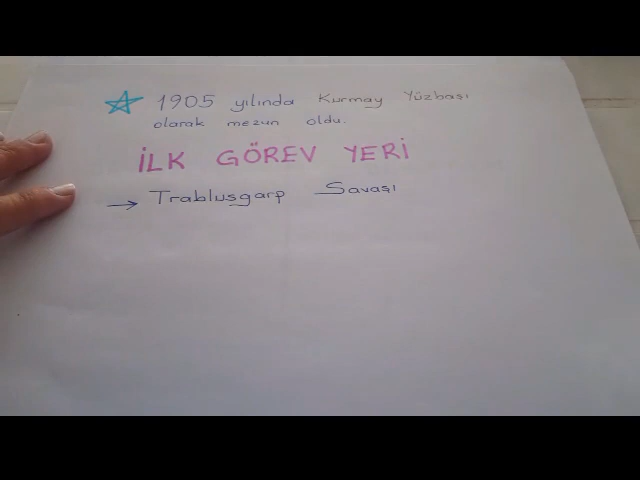 1905 yılında Kurmay Yüzbaşı
olarak mezun oldu.
İLK GÖREV YERİ
→ Trablusgarp Savaşı